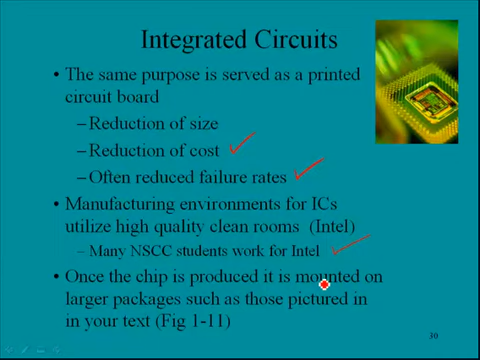 Integrated Circuits
• The same purpose is served as a printed
circuit board
–Reduction of size
–Reduction of cost
–Often reduced failure rates
• Manufacturing environments for ICs
utilize high quality clean rooms (Intel)
– Many NSCC students work for Intel
• Once the chip is produced it is mounted on
larger packages such as those pictured in
in your text (Fig 1-11)
30